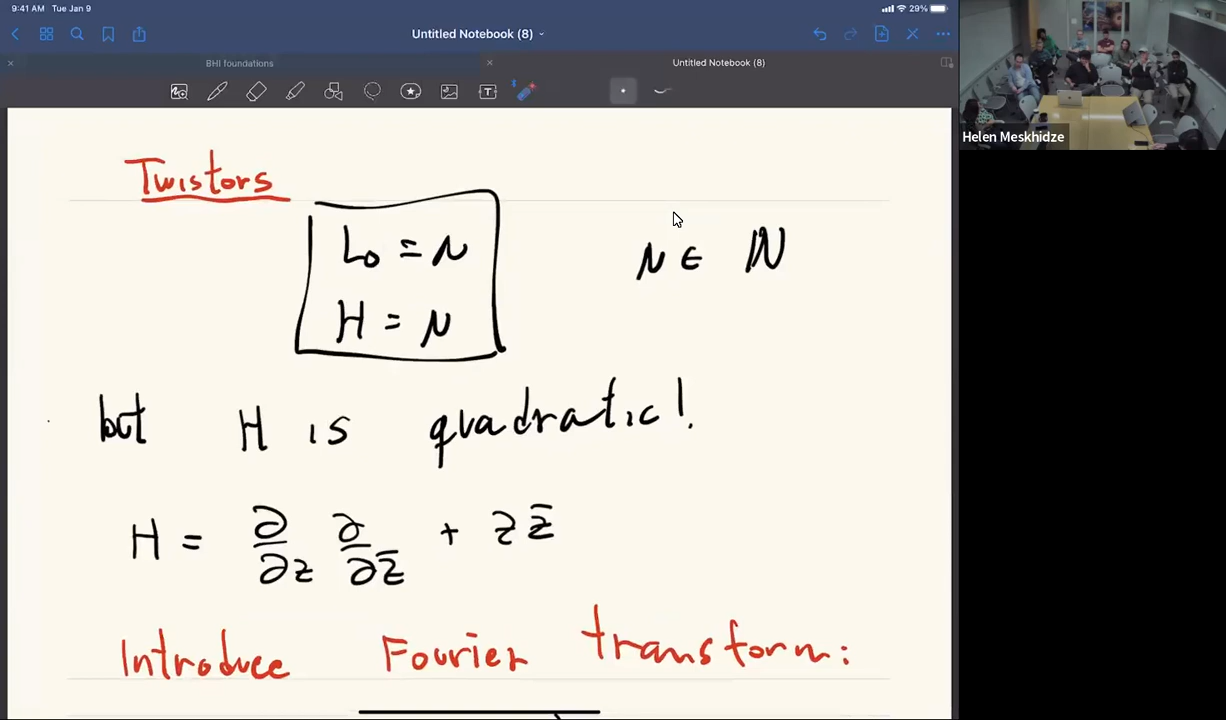 9:41 AM Tue Jan 9
29%
Untitled Notebook (8)
BHI foundations
Untitled Notebook (8)
Helen Meskhidze
Twistors
L₀ = N
H = N
N ∈ ℕ
but H is quadratic!
H = ∂/∂z ∂/∂z̄ + z z̄
Introduce Fourier transform: